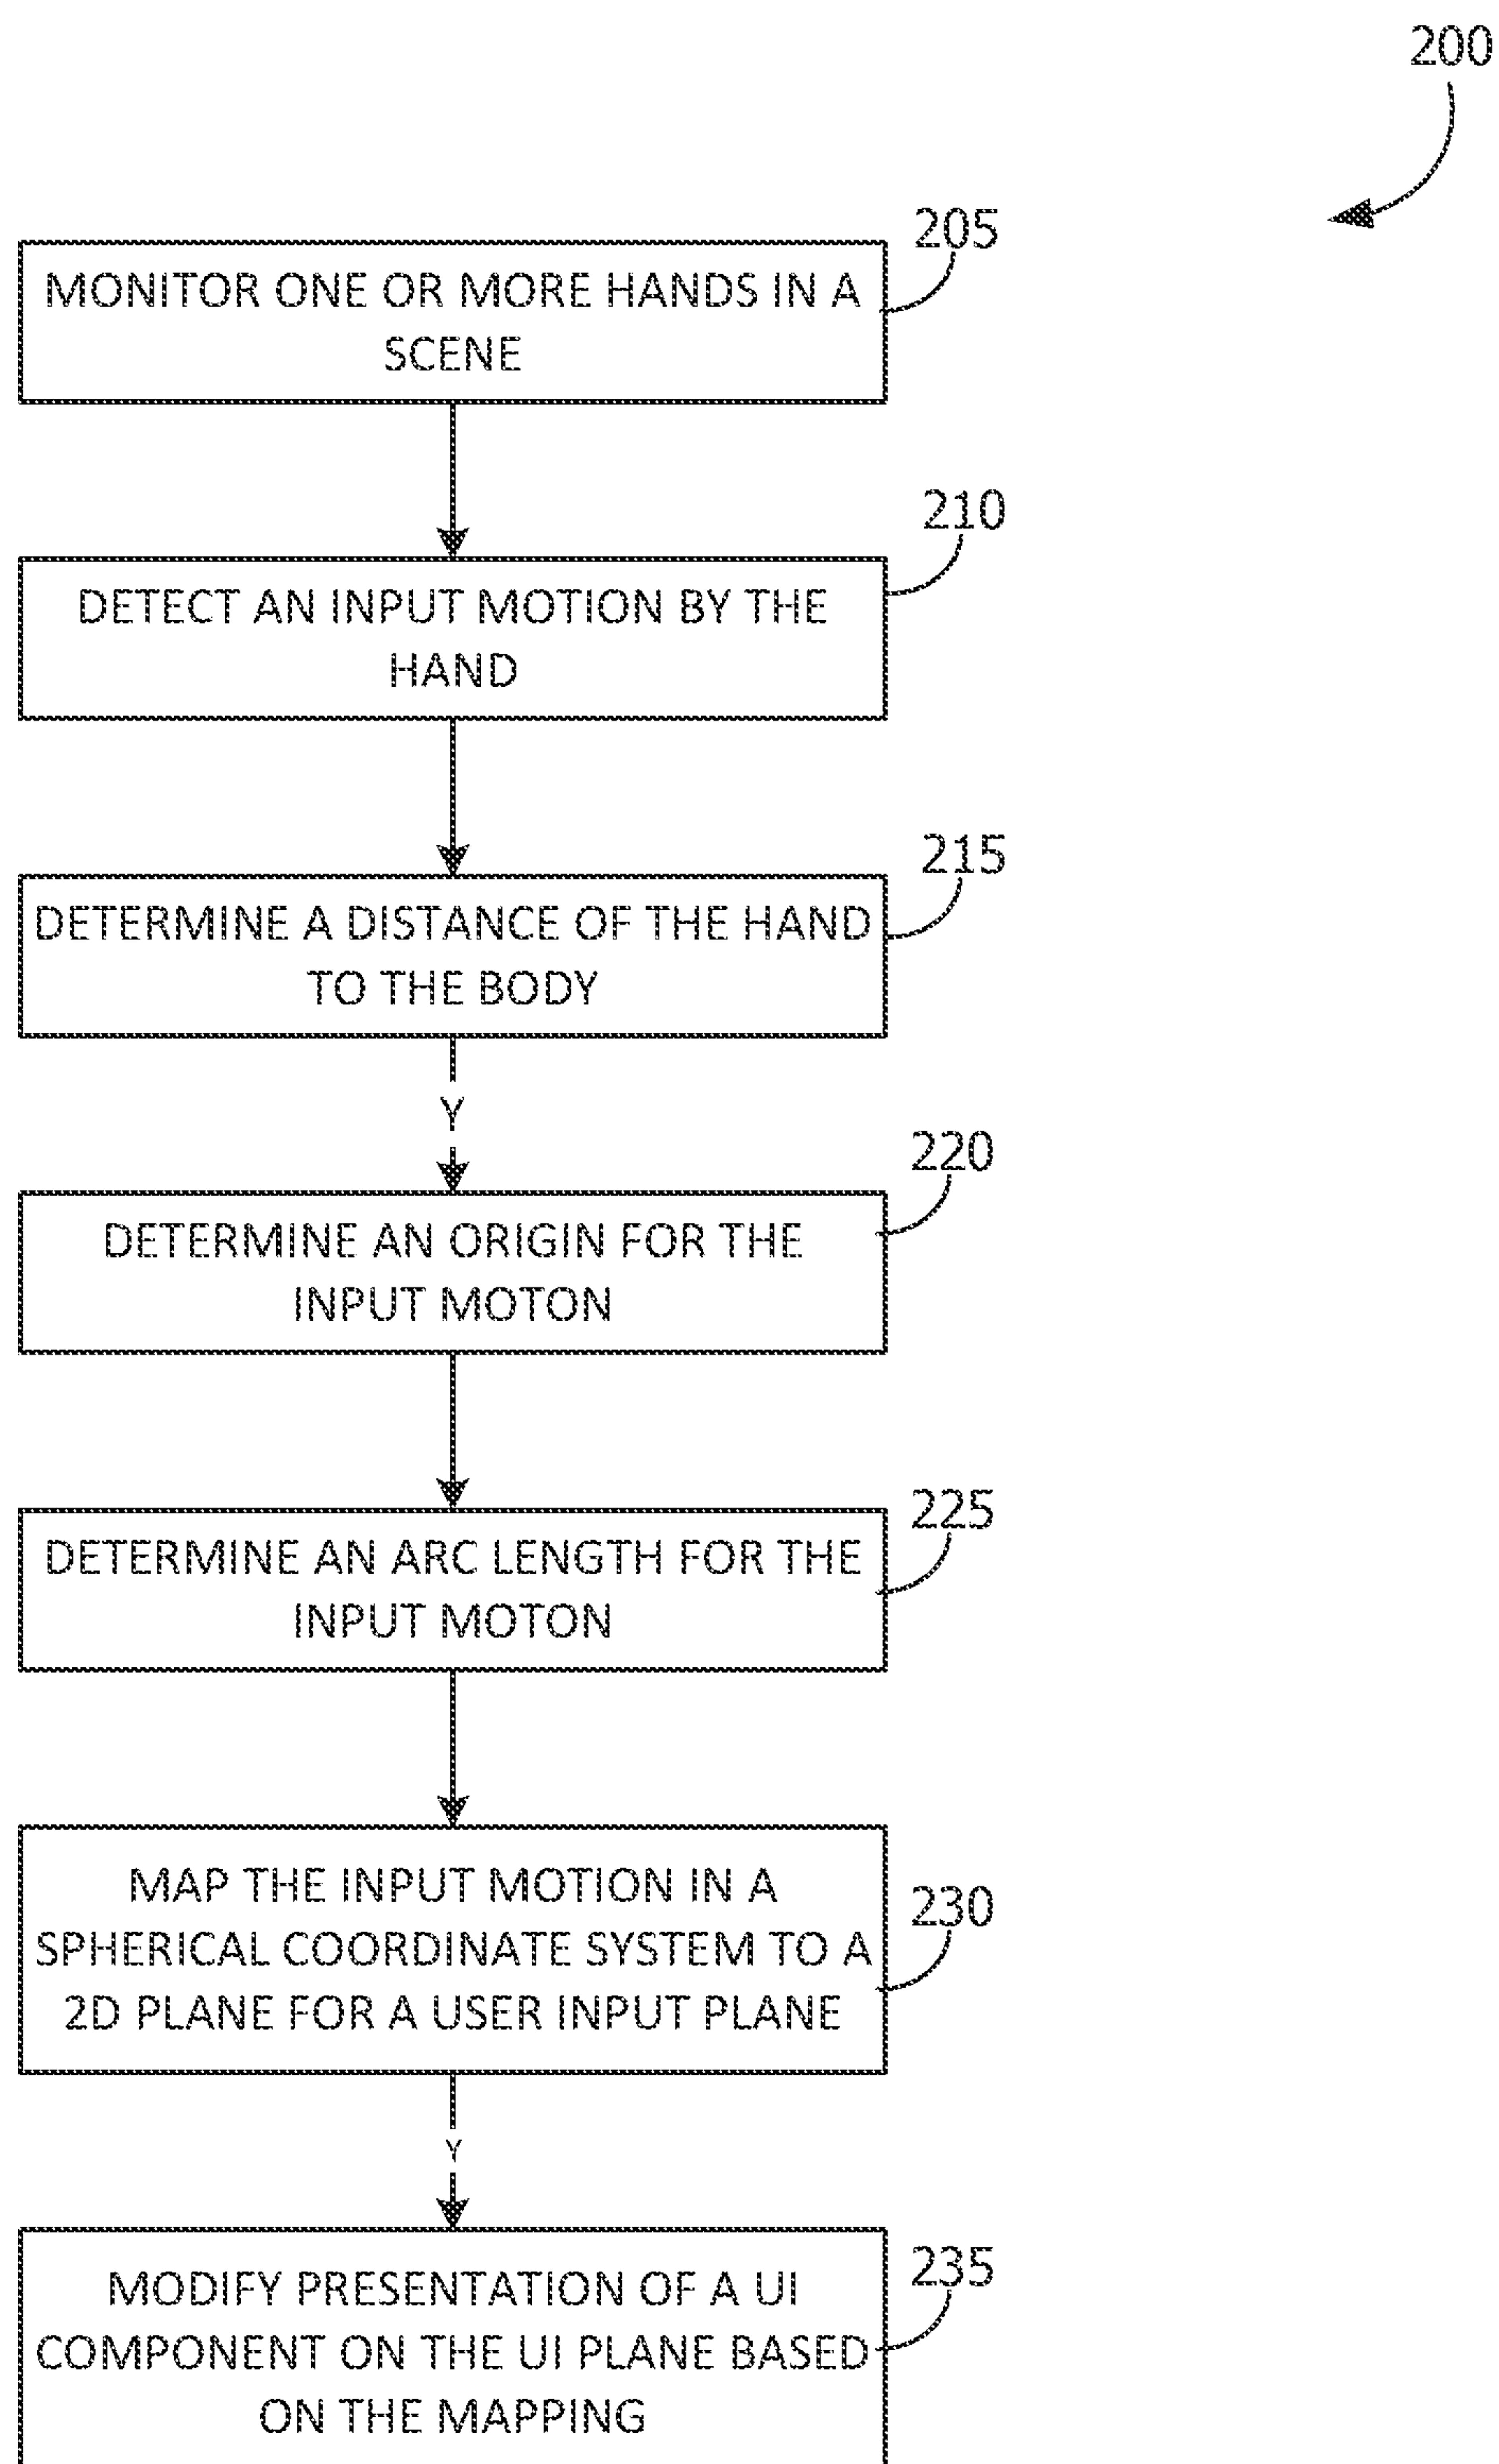 200
205
MONITOR ONE OR MORE HANDS IN A
SCENE
210
DETECT AN INPUT MOTION BY THE
HAND
215
DETERMINE A DISTANCE OF THE HAND
TO THE BODY
Y
220
DETERMINE AN ORIGIN FOR THE
INPUT MOTON
225
DETERMINE AN ARC LENGTH FOR THE
INPUT MOTON
230
MAP THE INPUT MOTION IN A
SPHERICAL COORDINATE SYSTEM TO A
2D PLANE FOR A USER INPUT PLANE
Y
235
MODIFY PRESENTATION OF A UI
COMPONENT ON THE UI PLANE BASED
ON THE MAPPING